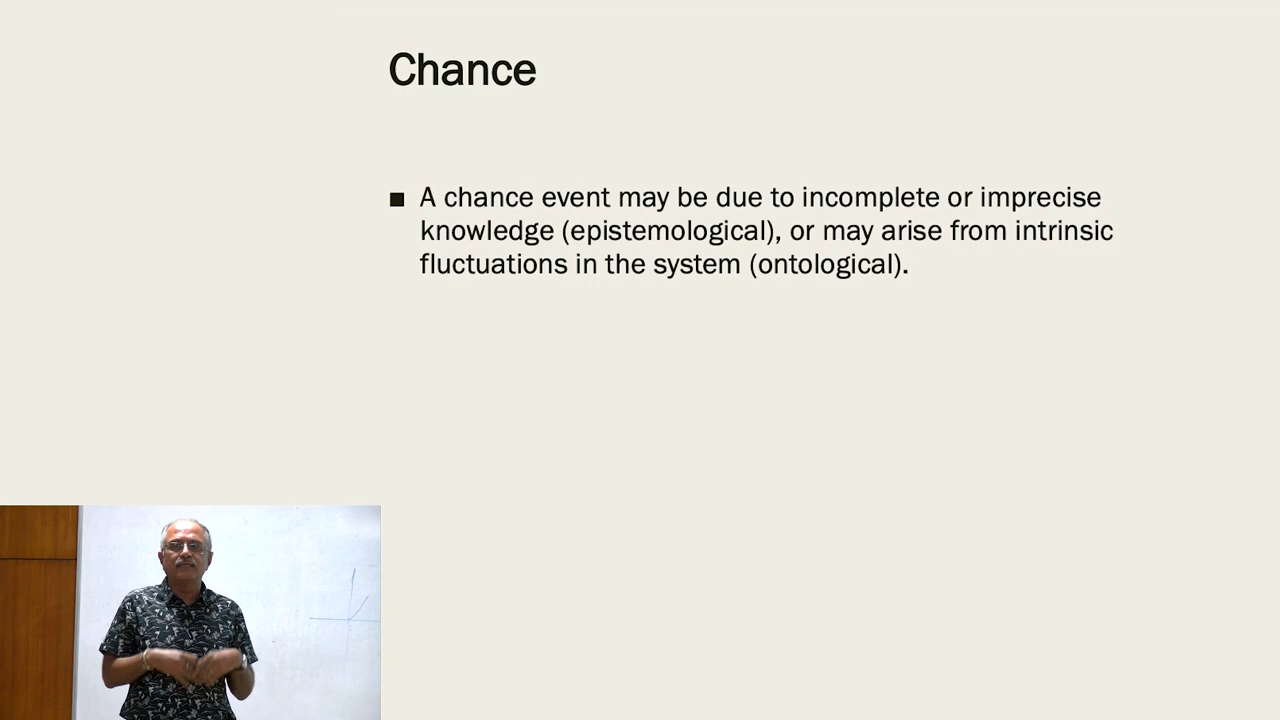 Chance
■ A chance event may be due to incomplete or imprecise
knowledge (epistemological), or may arise from intrinsic
fluctuations in the system (ontological).